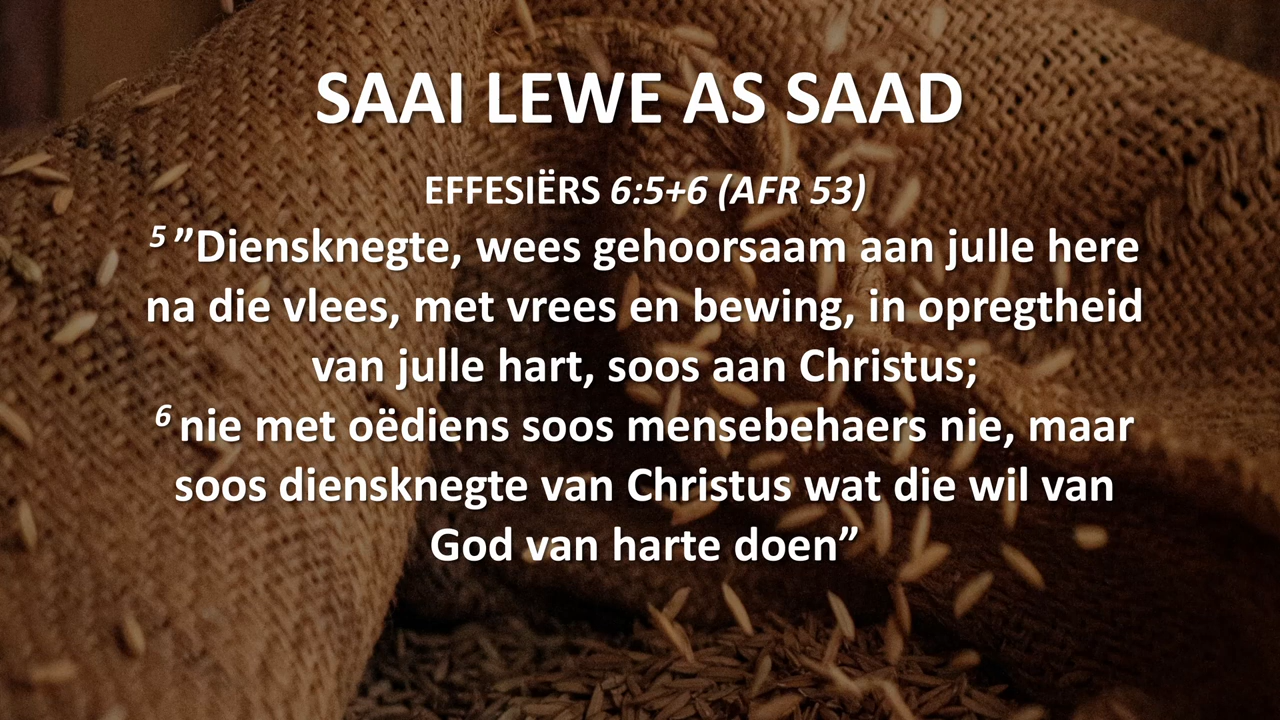 SAAI LEWE AS SAAD
EFFESIËRS 6:5+6 (AFR 53)
5 ”Diensknegte, wees gehoorsaam aan julle here
na die vlees, met vrees en bewing, in opregtheid
van julle hart, soos aan Christus;
6 nie met oëdiens soos mensebehaers nie, maar
soos diensknegte van Christus wat die wil van
God van harte doen”